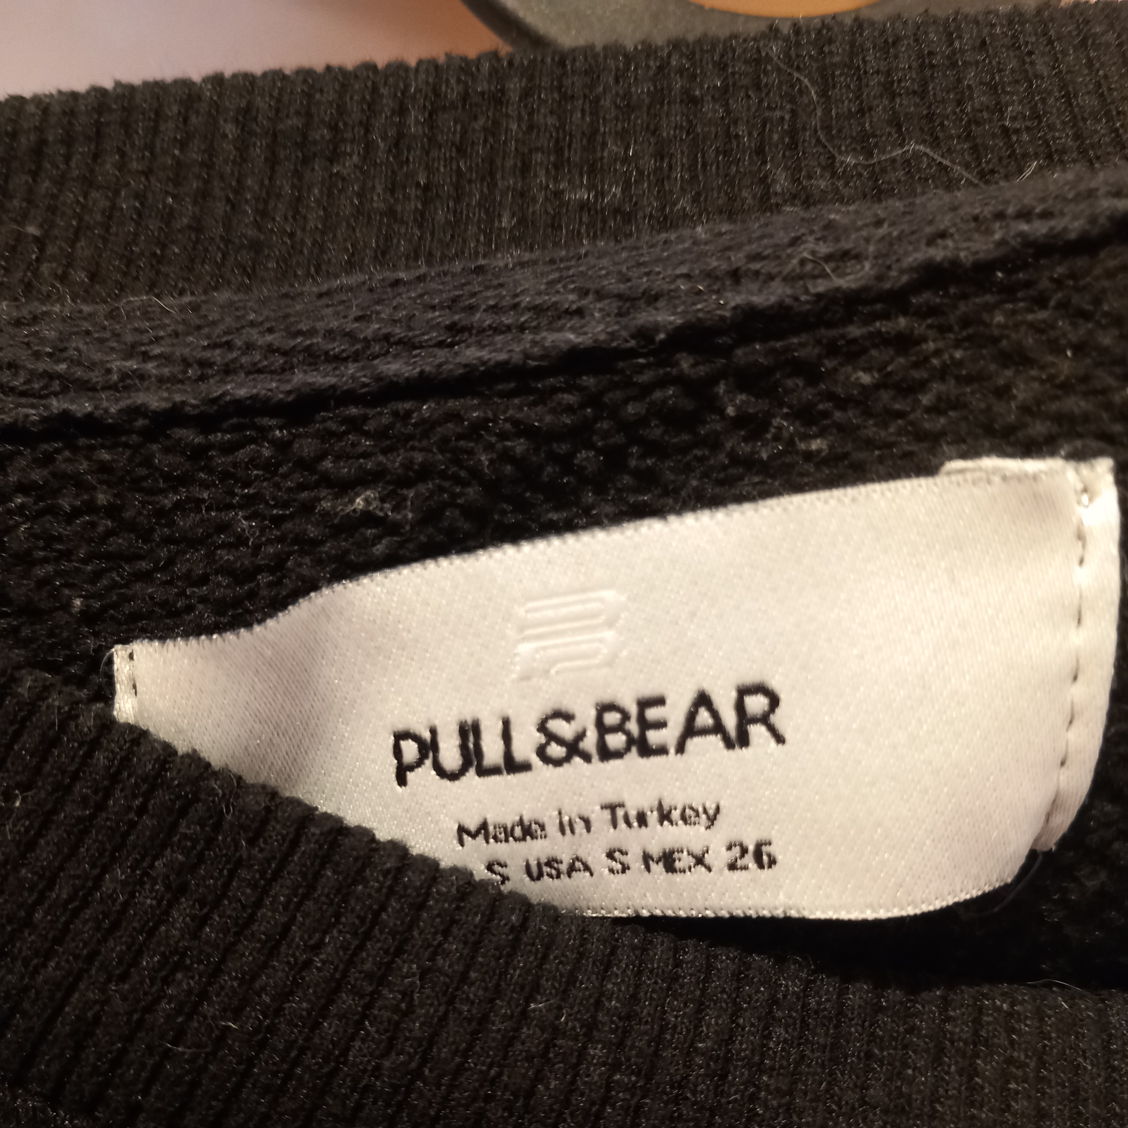 PULL&BEAR
Made in Turkey
S USA S MEX 26